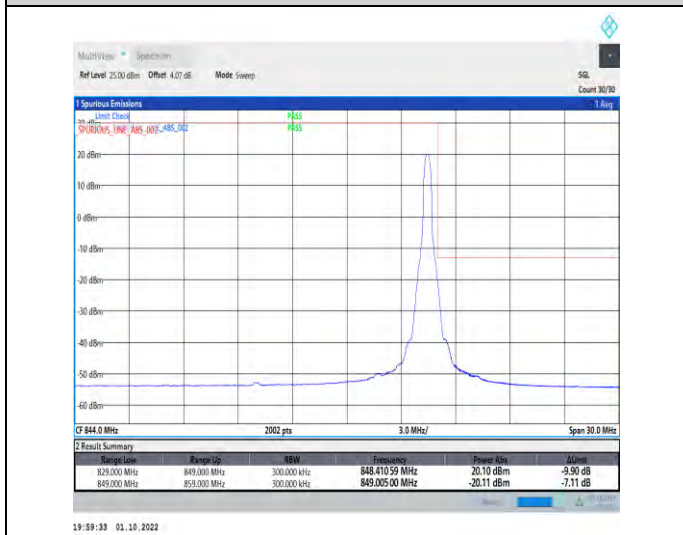 MultiView Spectrum
Ref Level 25.00 dBm Offset 4.07 dB Mode Sweep SGL
Count 30/30
1 Spurious Emissions 1 Avg
Limit Check PASS
SPURIOUS_LINE_ABS_002 PASS
20 dBm
10 dBm
0 dBm
-10 dBm
-20 dBm
-30 dBm
-40 dBm
-50 dBm
-60 dBm
CF 844.0 MHz 2002 pts 3.0 MHz/ Span 30.0 MHz
2 Result Summary
Range Low Range Up RBW Frequency Power Abs ΔLimit
829.000 MHz 849.000 MHz 300.000 kHz 848.41059 MHz 20.10 dBm -9.90 dB
849.000 MHz 859.000 MHz 300.000 kHz 849.00500 MHz -20.11 dBm -7.11 dB
19:59:33 01.10.2022